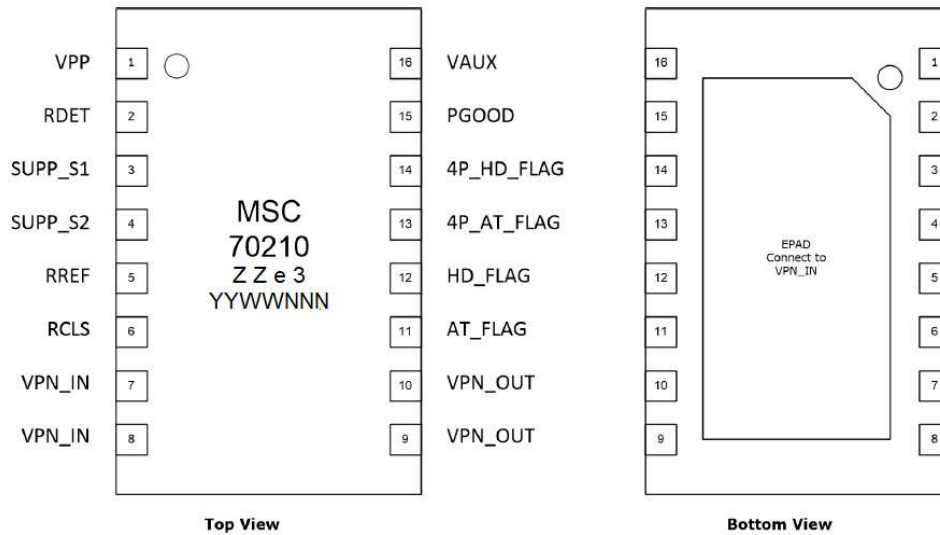 VPP 1 16 VAUX 16 1
RDET 2 15 PGOOD 15 2
SUPP_S1 3 14 4P_HD_FLAG 14 3
SUPP_S2 4 MSC 13 4P_AT_FLAG 13 4
70210
EPAD
Connect to
VPN_IN
RREF 5 Z Z e 3 12 HD_FLAG 12 5
YYWWNNN
RCLS 6 11 AT_FLAG 11 6
VPN_IN 7 10 VPN_OUT 10 7
VPN_IN 8 9 VPN_OUT 9 8
Top View Bottom View